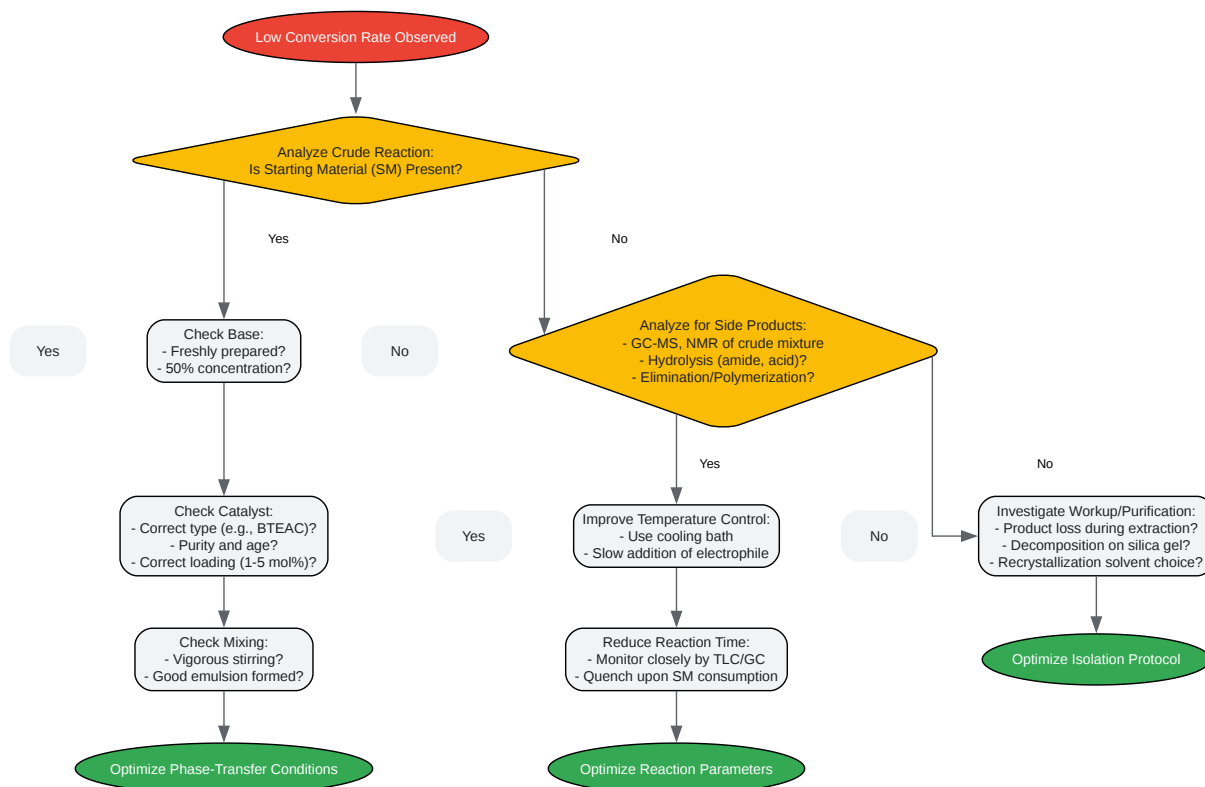 Low Conversion Rate Observed
Analyze Crude Reaction:
Is Starting Material (SM) Present?
Yes
No
Yes
Check Base:
- Freshly prepared?
- 50% concentration?
No
Analyze for Side Products:
- GC-MS, NMR of crude mixture
- Hydrolysis (amide, acid)?
- Elimination/Polymerization?
Yes
No
Check Catalyst:
- Correct type (e.g., BTEAC)?
- Purity and age?
- Correct loading (1-5 mol%)?
Yes
Improve Temperature Control:
- Use cooling bath
- Slow addition of electrophile
No
Investigate Workup/Purification:
- Product loss during extraction?
- Decomposition on silica gel?
- Recrystallization solvent choice?
Check Mixing:
- Vigorous stirring?
- Good emulsion formed?
Reduce Reaction Time:
- Monitor closely by TLC/GC
- Quench upon SM consumption
Optimize Isolation Protocol
Optimize Phase-Transfer Conditions
Optimize Reaction Parameters